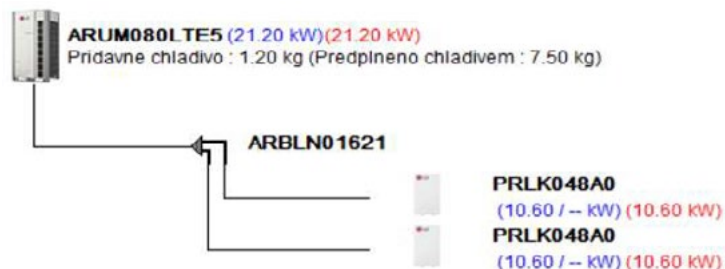 ARUM080LTE5 (21.20 kW)(21.20 kW)
Pridavne chladivo : 1.20 kg (Predplneno chladivem : 7.50 kg)
ARBLN01621
PRLK048A0
(10.60 / -- kW) (10.60 kW)
PRLK048A0
(10.60 / -- kW) (10.60 kW)